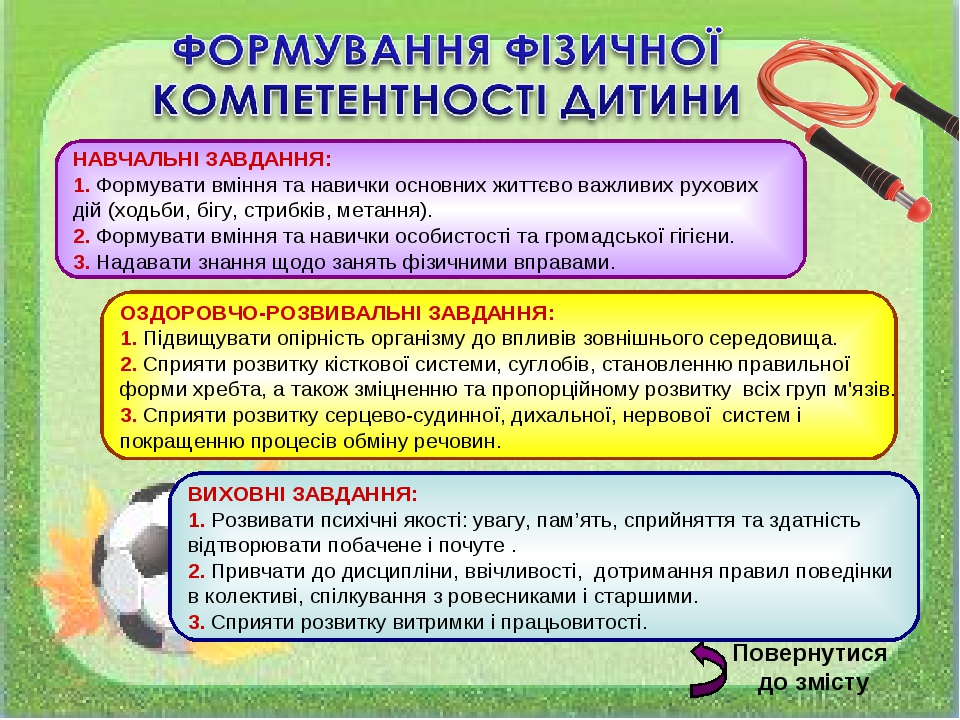 ФОРМУВАННЯ ФІЗИЧНОЇ
КОМПЕТЕНТНОСТІ ДИТИНИ
НАВЧАЛЬНІ ЗАВДАННЯ:
1. Формувати вміння та навички основних життєво важливих рухових
дій (ходьби, бігу, стрибків, метання).
2. Формувати вміння та навички особистості та громадської гігієни.
3. Надавати знання щодо занять фізичними вправами.
ОЗДОРОВЧО-РОЗВИВАЛЬНІ ЗАВДАННЯ:
1. Підвищувати опірність організму до впливів зовнішнього середовища.
2. Сприяти розвитку кісткової системи, суглобів, становленню правильної
форми хребта, а також зміцненню та пропорційному розвитку всіх груп м'язів.
3. Сприяти розвитку серцево-судинної, дихальної, нервової систем і
покращенню процесів обміну речовин.
ВИХОВНІ ЗАВДАННЯ:
1. Розвивати психічні якості: увагу, пам’ять, сприйняття та здатність
відтворювати побачене і почуте .
2. Привчати до дисципліни, ввічливості, дотримання правил поведінки
в колективі, спілкування з ровесниками і старшими.
3. Сприяти розвитку витримки і працьовитості.
Повернутися
до змісту